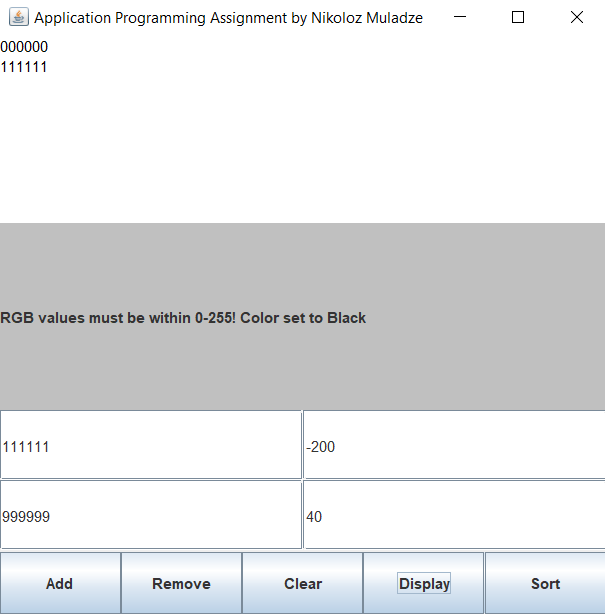 Application Programming Assignment by Nikoloz Muladze
000000
111111
RGB values must be within 0-255! Color set to Black
111111 -200
999999 40
Add Remove Clear Display Sort